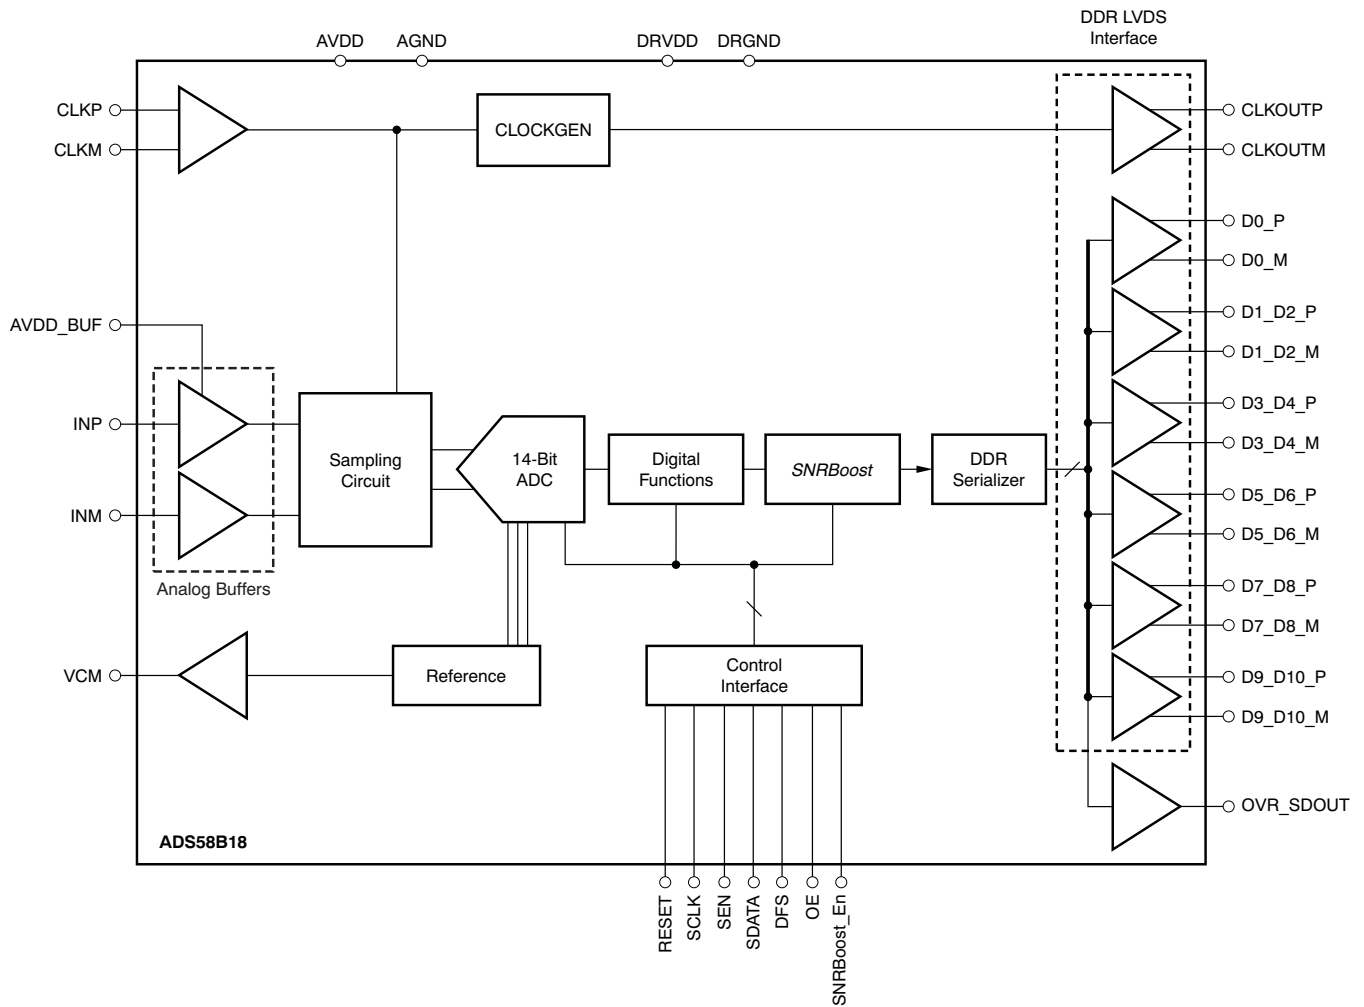 DDR LVDS
Interface
AVDD
AGND
DRVDD
DRGND
CLKP
CLKM
CLOCKGEN
CLKOUTP
CLKOUTM
D0_P
D0_M
AVDD_BUF
D1_D2_P
D1_D2_M
INP
INM
Analog Buffers
Sampling
Circuit
14-Bit
ADC
Digital
Functions
SNRBoost
DDR
Serializer
D3_D4_P
D3_D4_M
D5_D6_P
D5_D6_M
D7_D8_P
D7_D8_M
VCM
Reference
Control
Interface
D9_D10_P
D9_D10_M
OVR_SDOUT
ADS58B18
RESET
SCLK
SEN
SDATA
DFS
OE
SNRBoost_En